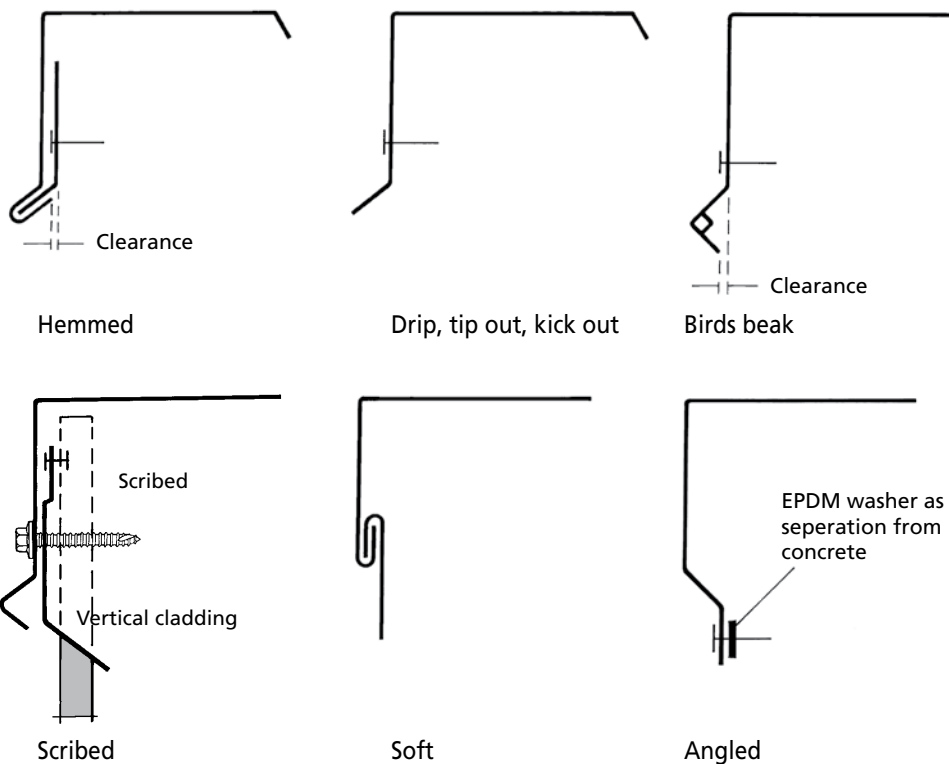 Clearance
Clearance
Hemmed
Drip, tip out, kick out
Birds beak
Scribed
EPDM washer as
seperation from
concrete
Vertical cladding
Scribed
Soft
Angled